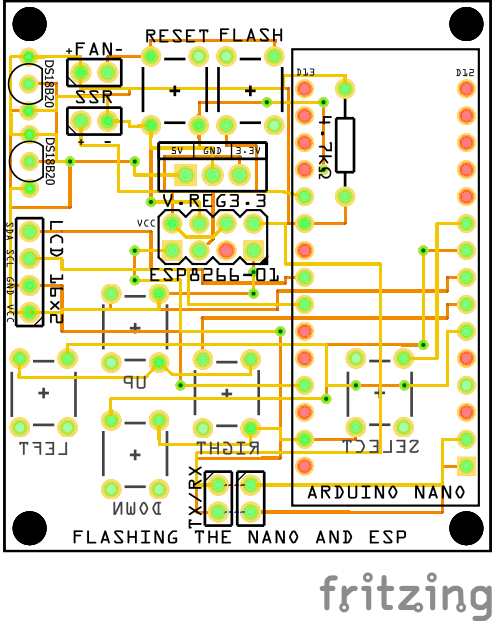 RESET FLASH
+FAN-
DS18B20
SSR
+ -
DS18B20
D13
D12
4.7kΩ
5V GND 3.3V
V.REG3.3
VCC
ESP8266-01
SDA SCL GND VCC
LCD 16x2
UP
LEFT
RIGHT
SELECT
DOWN
TX/RX
ARDUINO NANO
FLASHING THE NANO AND ESP
fritzing